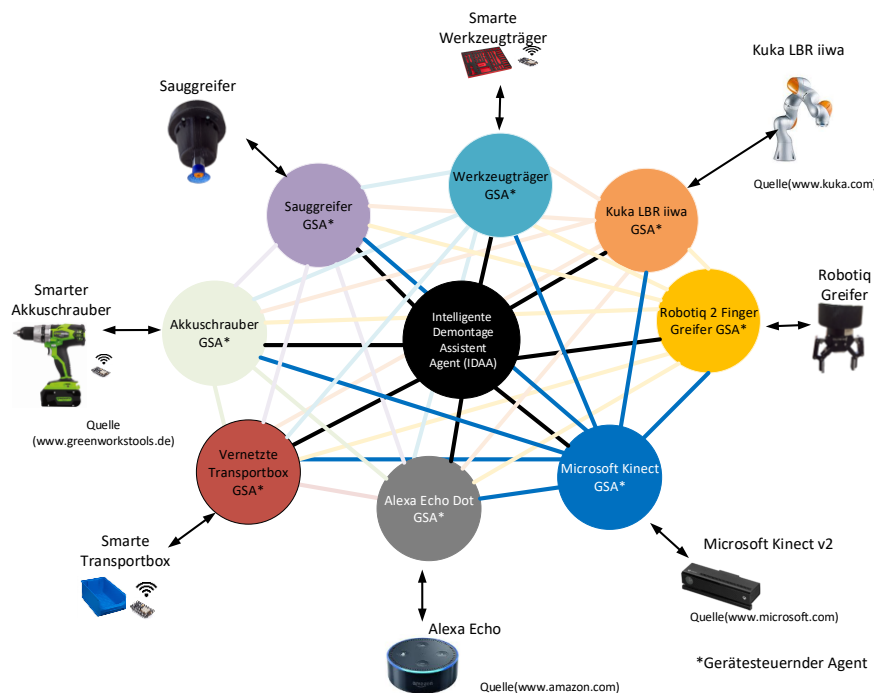 Smarte
Werkzeugträger
Kuka LBR iiwa
Sauggreifer
Quelle(www.kuka.com)
Werkzeugträger
GSA*
Sauggreifer
GSA*
Kuka LBR iiwa
GSA*
Robotiq
Greifer
Smarter
Akkuschrauber
Akkuschrauber
GSA*
Intelligente
Demontage
Assistent
Agent (IDAA)
Robotiq 2 Finger
Greifer GSA*
Quelle
(www.greenworkstools.de)
Vernetzte
Transportbox
GSA*
Alexa Echo Dot
GSA*
Microsoft Kinect
GSA*
Smarte
Transportbox
Microsoft Kinect v2
Quelle(www.microsoft.com)
Alexa Echo
Quelle(www.amazon.com)
*Gerätesteuernder Agent